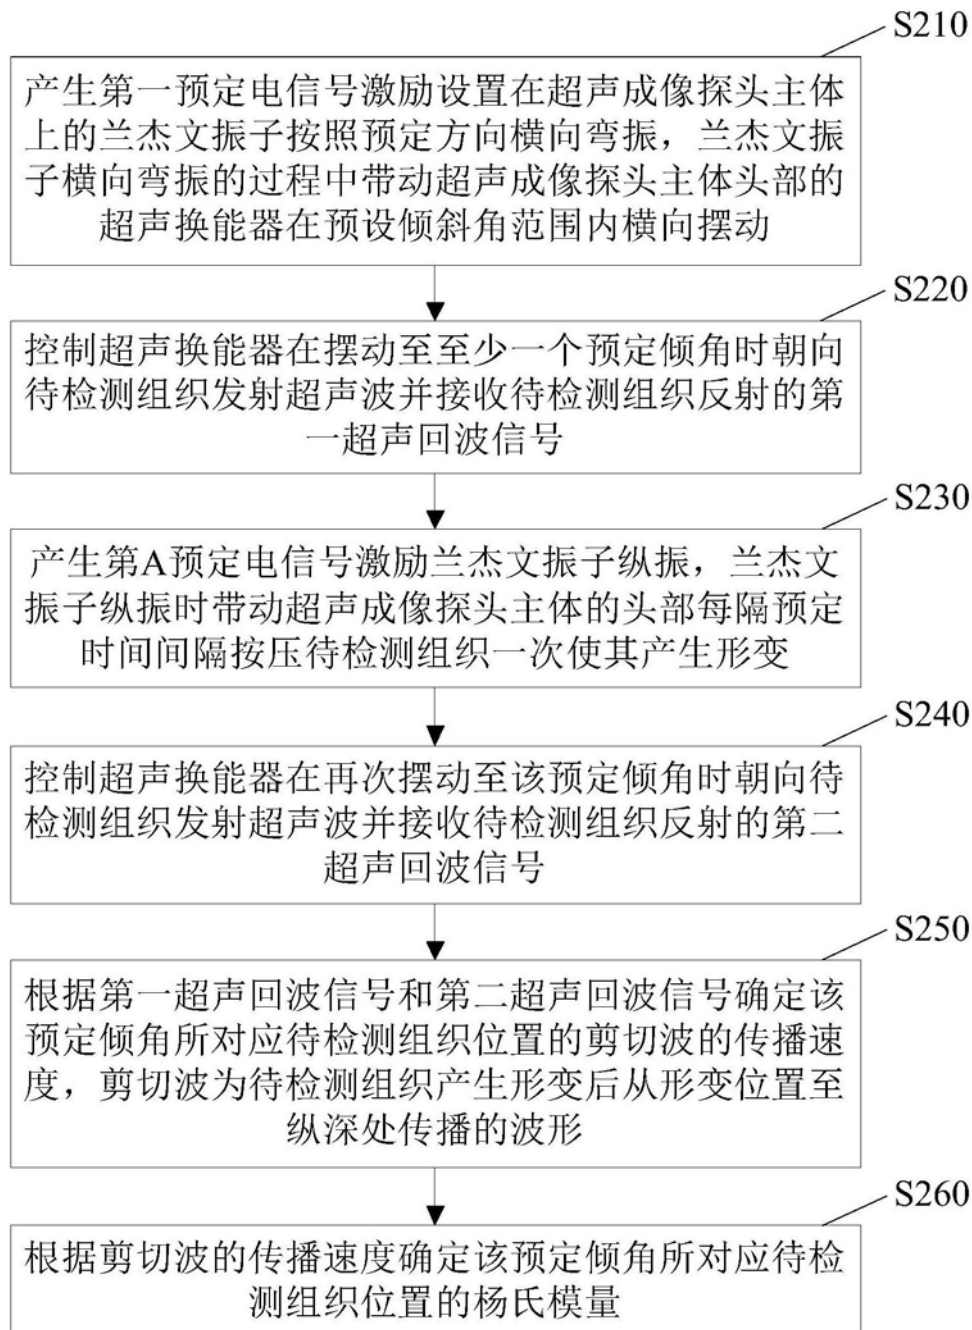 S210
产生第一预定电信号激励设置在超声成像探头主体
上的兰杰文振子按照预定方向横向弯振，兰杰文振
子横向弯振的过程中带动超声成像探头主体头部的
超声换能器在预设倾斜角范围内横向摆动
S220
控制超声换能器在摆动至至少一个预定倾角时朝向
待检测组织发射超声波并接收待检测组织反射的第
一超声回波信号
S230
产生第A预定电信号激励兰杰文振子纵振，兰杰文
振子纵振时带动超声成像探头主体的头部每隔预定
时间间隔按压待检测组织一次使其产生形变
S240
控制超声换能器在再次摆动至该预定倾角时朝向待
检测组织发射超声波并接收待检测组织反射的第二
超声回波信号
S250
根据第一超声回波信号和第二超声回波信号确定该
预定倾角所对应待检测组织位置的剪切波的传播速
度，剪切波为待检测组织产生形变后从形变位置至
纵深处传播的波形
S260
根据剪切波的传播速度确定该预定倾角所对应待检
测组织位置的杨氏模量